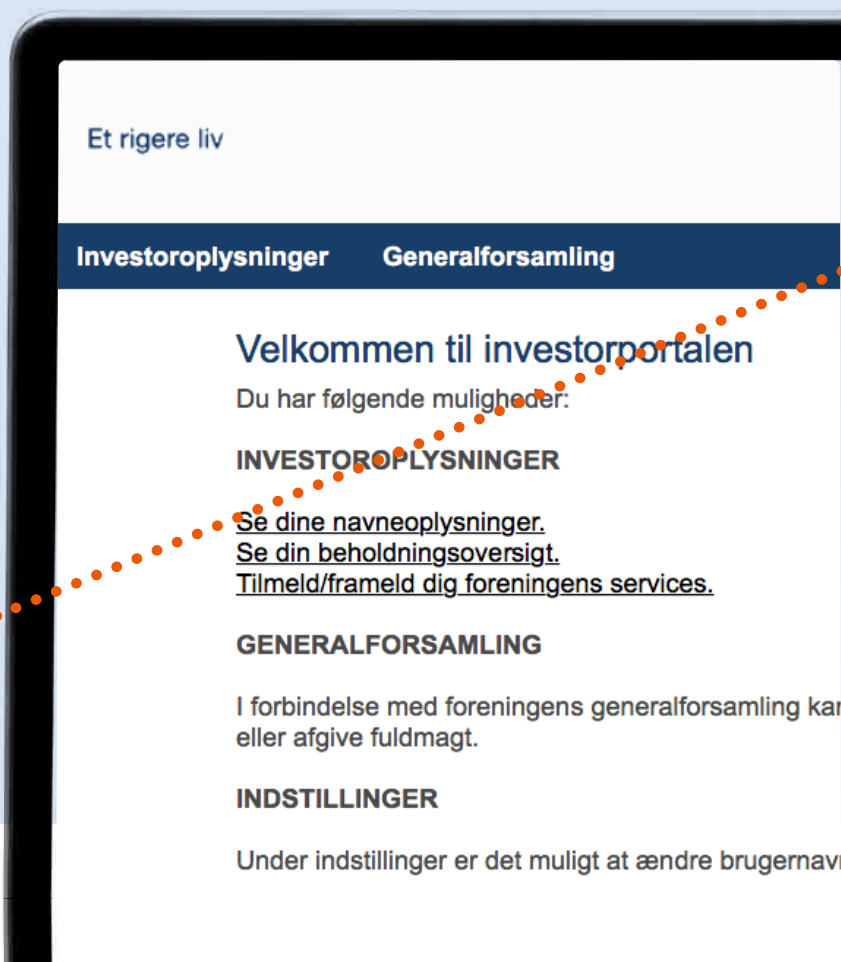 Et rigere liv
Investoroplysninger Generalforsamling
Velkommen til investorportalen
Du har følgende muligheder:
INVESTOROPLYSNINGER
Se dine navneoplysninger.
Se din beholdningsoversigt.
Tilmeld/frameld dig foreningens services.
GENERALFORSAMLING
I forbindelse med foreningens generalforsamling
eller afgive fuldmagt.
INDSTILLINGER
Under indstillinger er det muligt at ændre